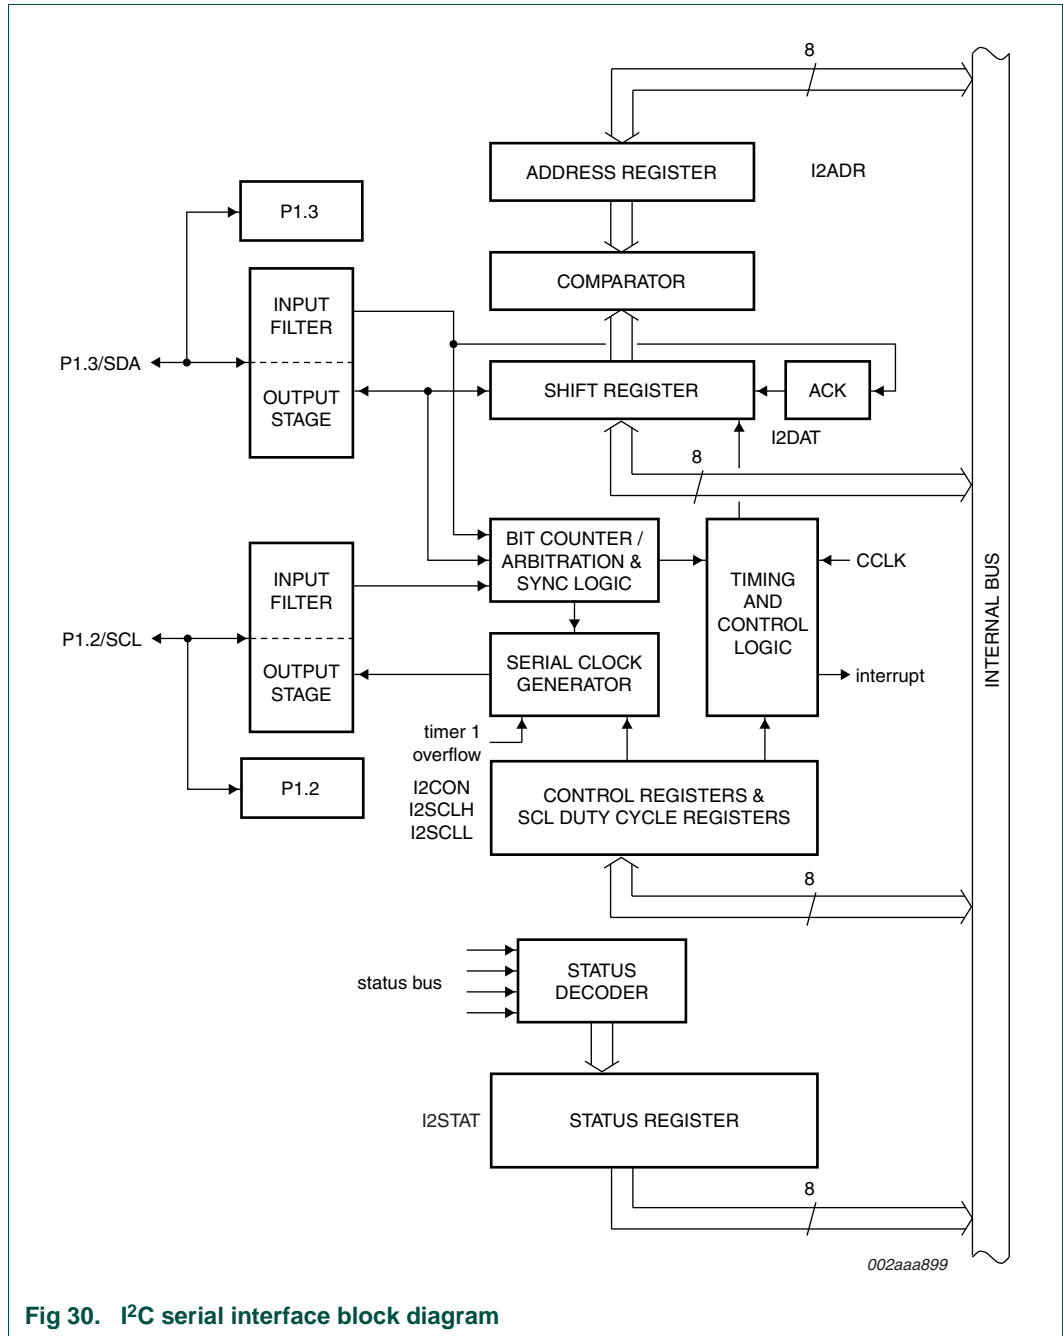 8
ADDRESS REGISTER
I2ADR
P1.3
COMPARATOR
INPUT
FILTER
P1.3/SDA
OUTPUT
STAGE
SHIFT REGISTER
ACK
I2DAT
8
BIT COUNTER /
ARBITRATION &
SYNC LOGIC
INPUT
FILTER
TIMING
AND
CONTROL
LOGIC
CCLK
INTERNAL BUS
P1.2/SCL
OUTPUT
STAGE
SERIAL CLOCK
GENERATOR
interrupt
timer 1
overflow
P1.2
I2CON
I2SCLH
I2SCLL
CONTROL REGISTERS &
SCL DUTY CYCLE REGISTERS
8
status bus
STATUS
DECODER
I2STAT
STATUS REGISTER
8
002aaa899
Fig 30. I²C serial interface block diagram